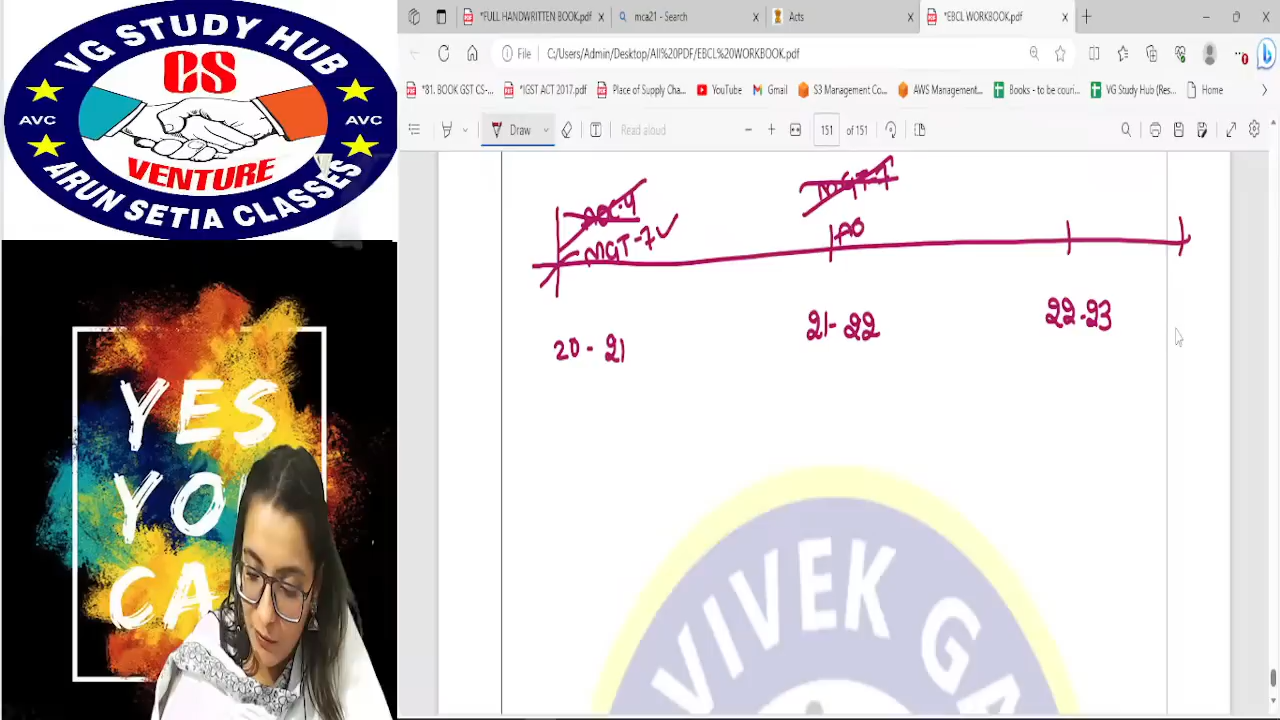 VG STUDY HUB
CS
AVC
AVC
VENTURE
ARUN SETIA CLASSES
YES
YO
CA
*FULL HANDWRITTEN BOOK.pdf
mca21 - Search
Acts
*EBCL WORKBOOK.pdf
File
C:/Users/Admin/Desktop/All%20PDF/EBCL%20WORKBOOK.pdf
*81. BOOK GST CS-...
*IGST ACT 2017.pdf
Place of Supply Cha...
YouTube
Gmail
S3 Management Co...
AWS Management...
Books - to be couri...
VG Study Hub (Res...
Home
Draw
Read aloud
151
of 151
MGT-7
20 - 21
21 - 22
22 - 23
VIVEK GA